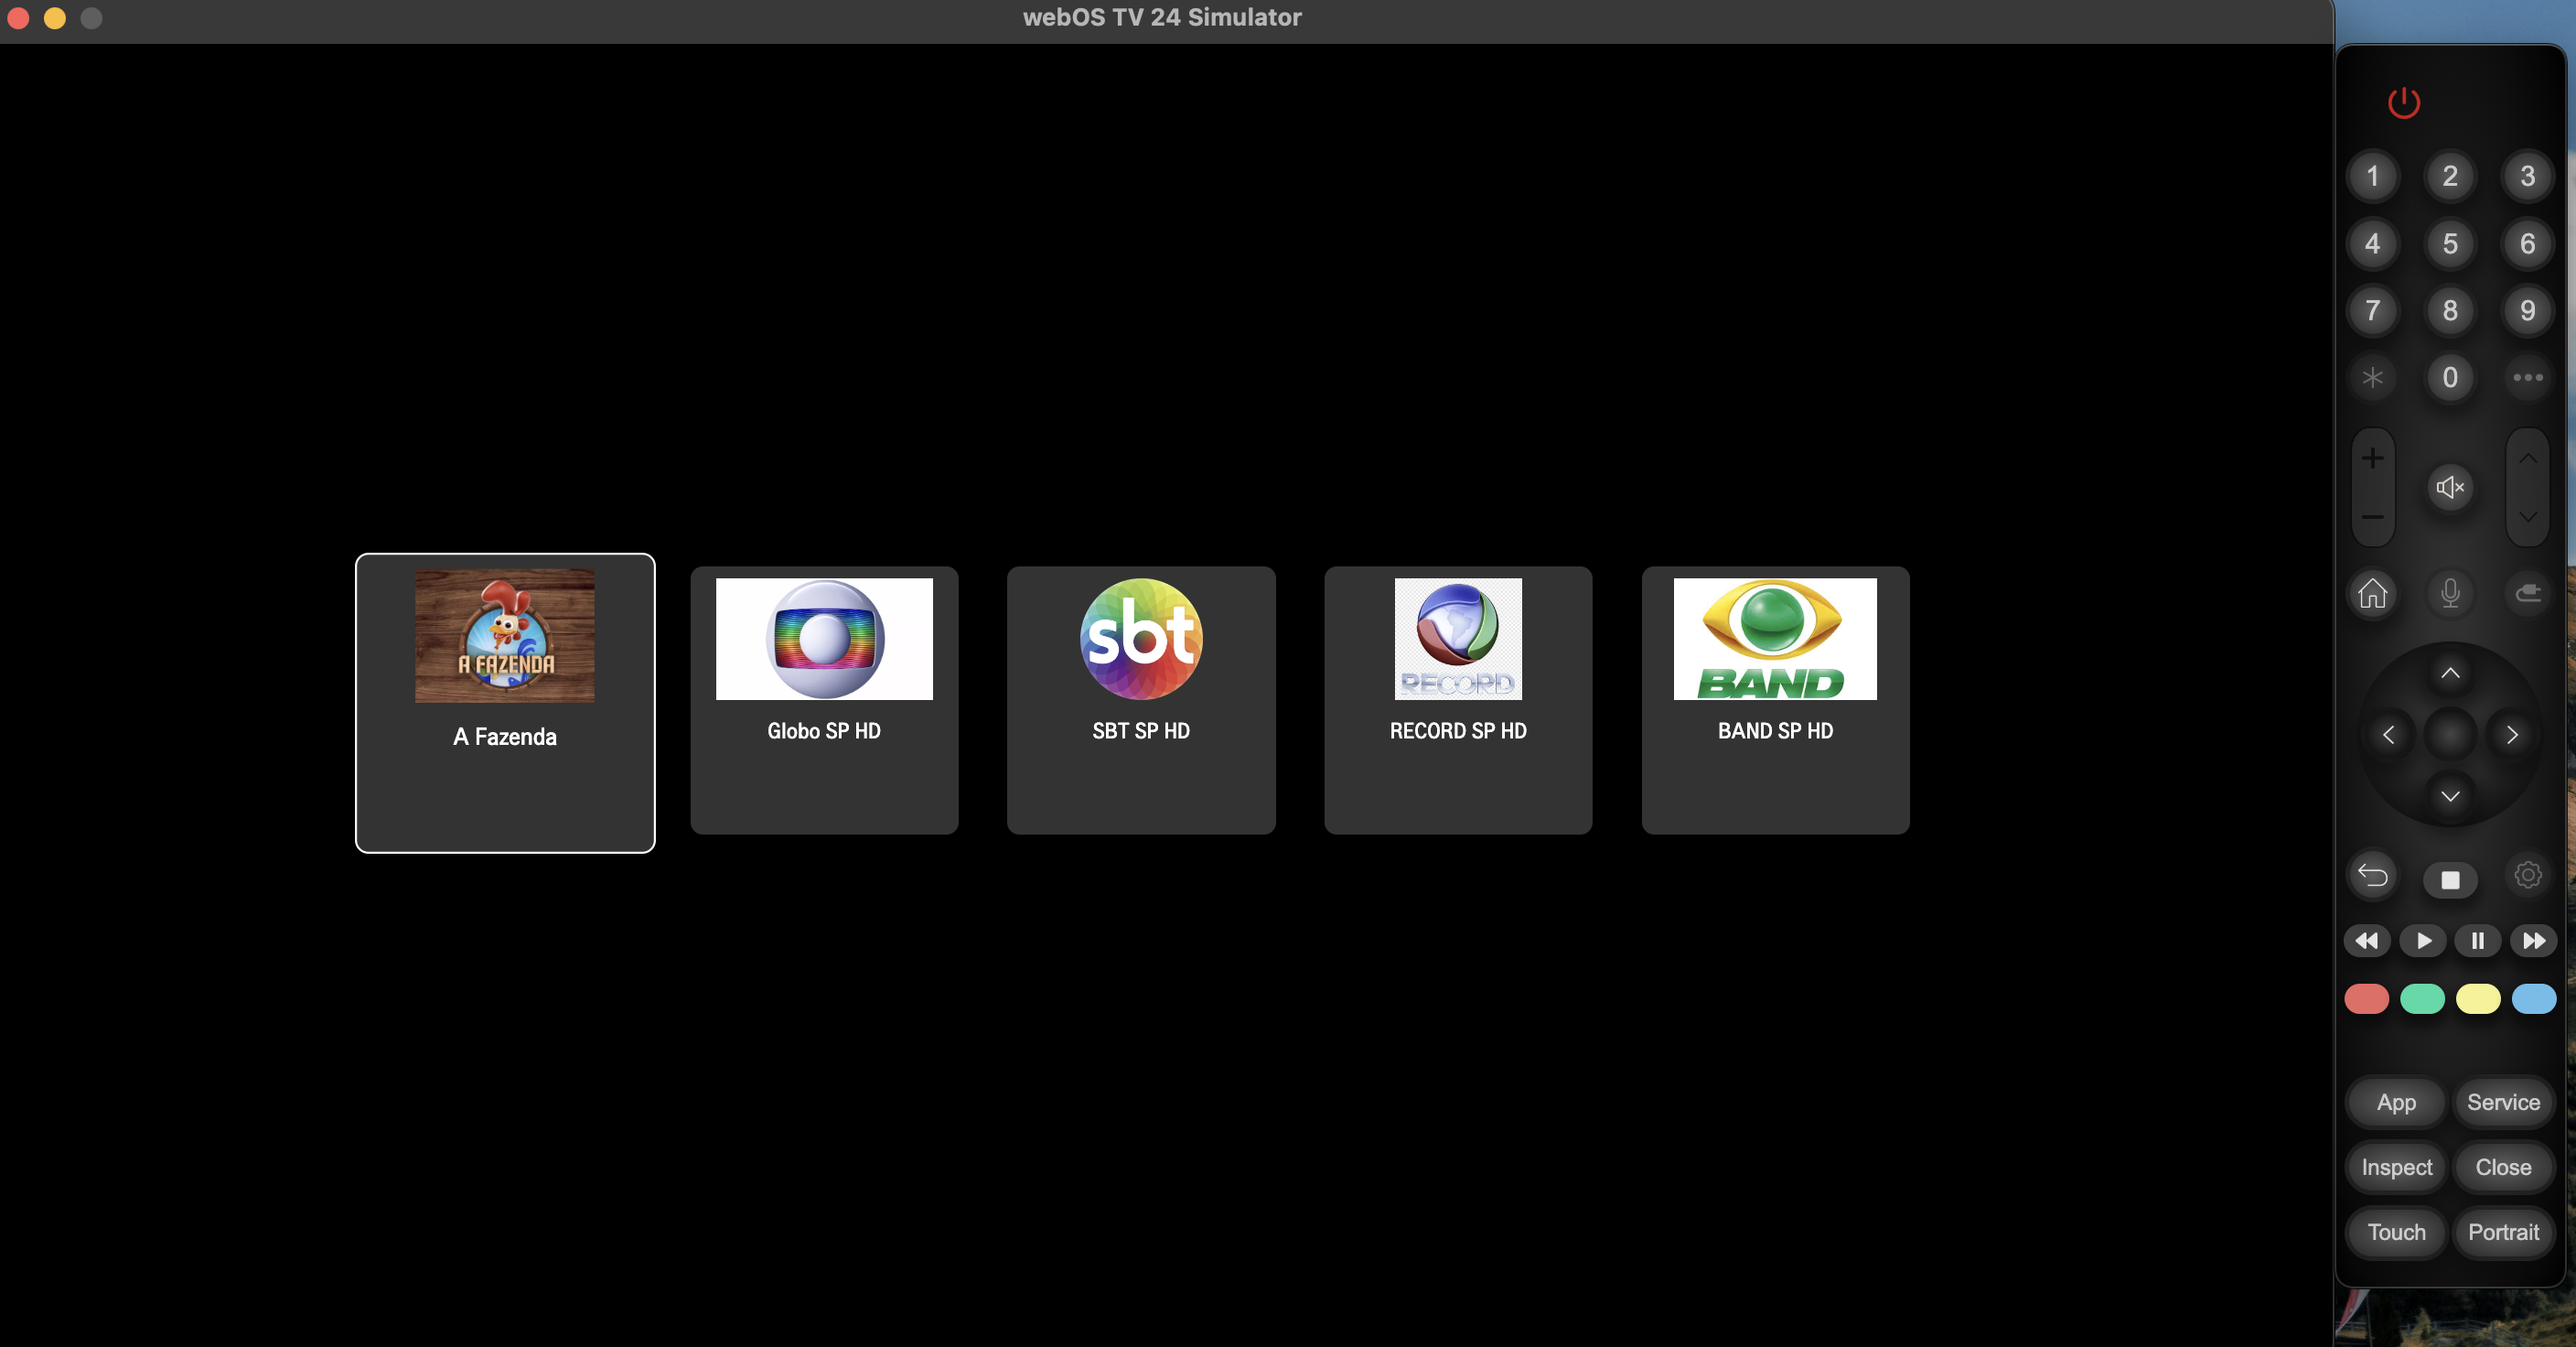 webOS TV 24 Simulator
1 2 3
4 5 6
7 8 9
0
A FAZENDA
sbt
RECORD
BAND
A Fazenda
Globo SP HD
SBT SP HD
RECORD SP HD
BAND SP HD
App
Service
Inspect
Close
Touch
Portrait